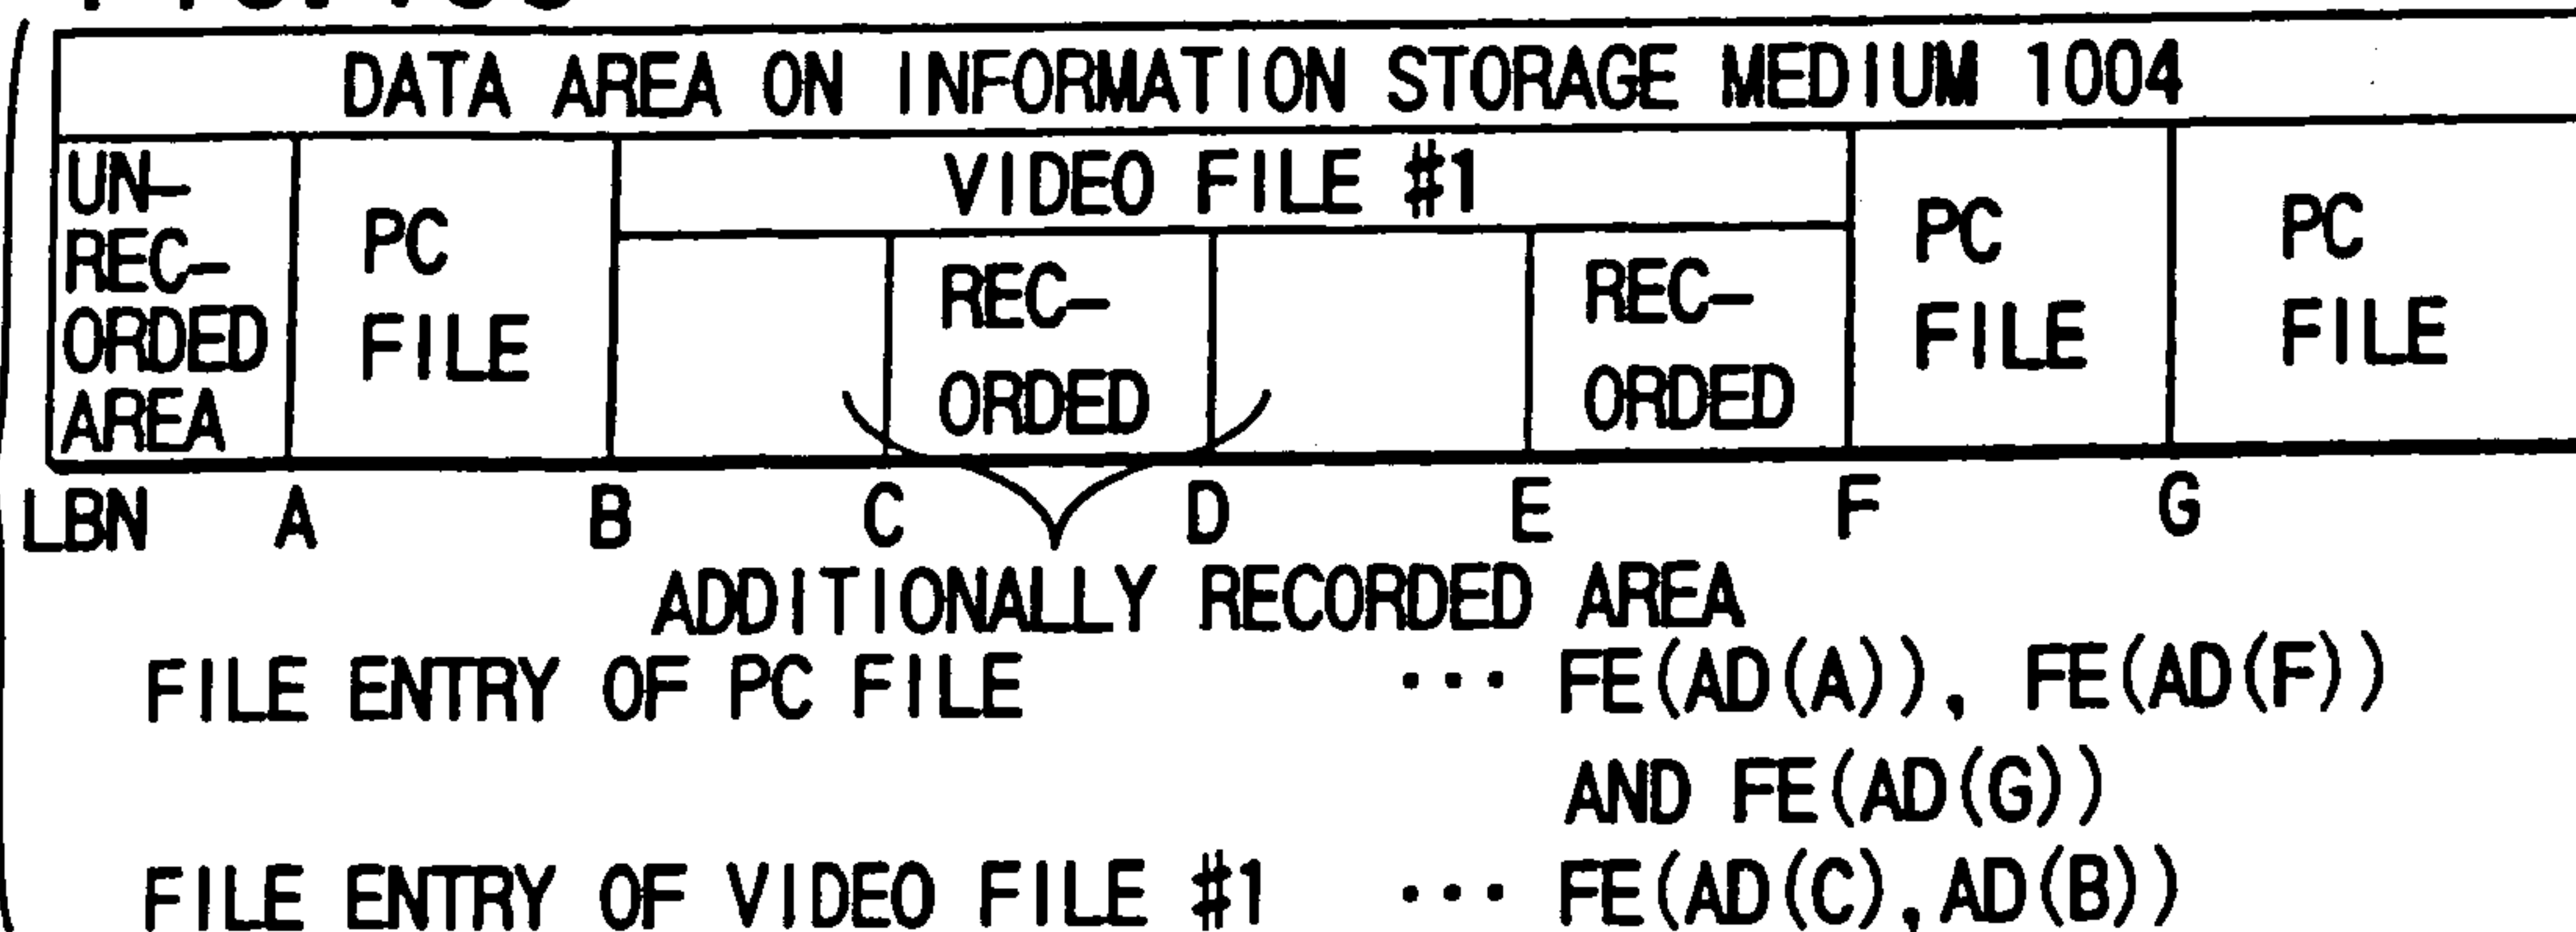 DATA AREA ON INFORMATION STORAGE MEDIUM 1004
UN-
REC-
ORDED
AREA
PC
FILE
VIDEO FILE #1
REC-
ORDED
REC-
ORDED
PC
FILE
PC
FILE
LBN A B C D E F G
ADDITIONALLY RECORDED AREA
FILE ENTRY OF PC FILE ... FE(AD(A)), FE(AD(F))
AND FE(AD(G))
FILE ENTRY OF VIDEO FILE #1 ... FE(AD(C),AD(B))